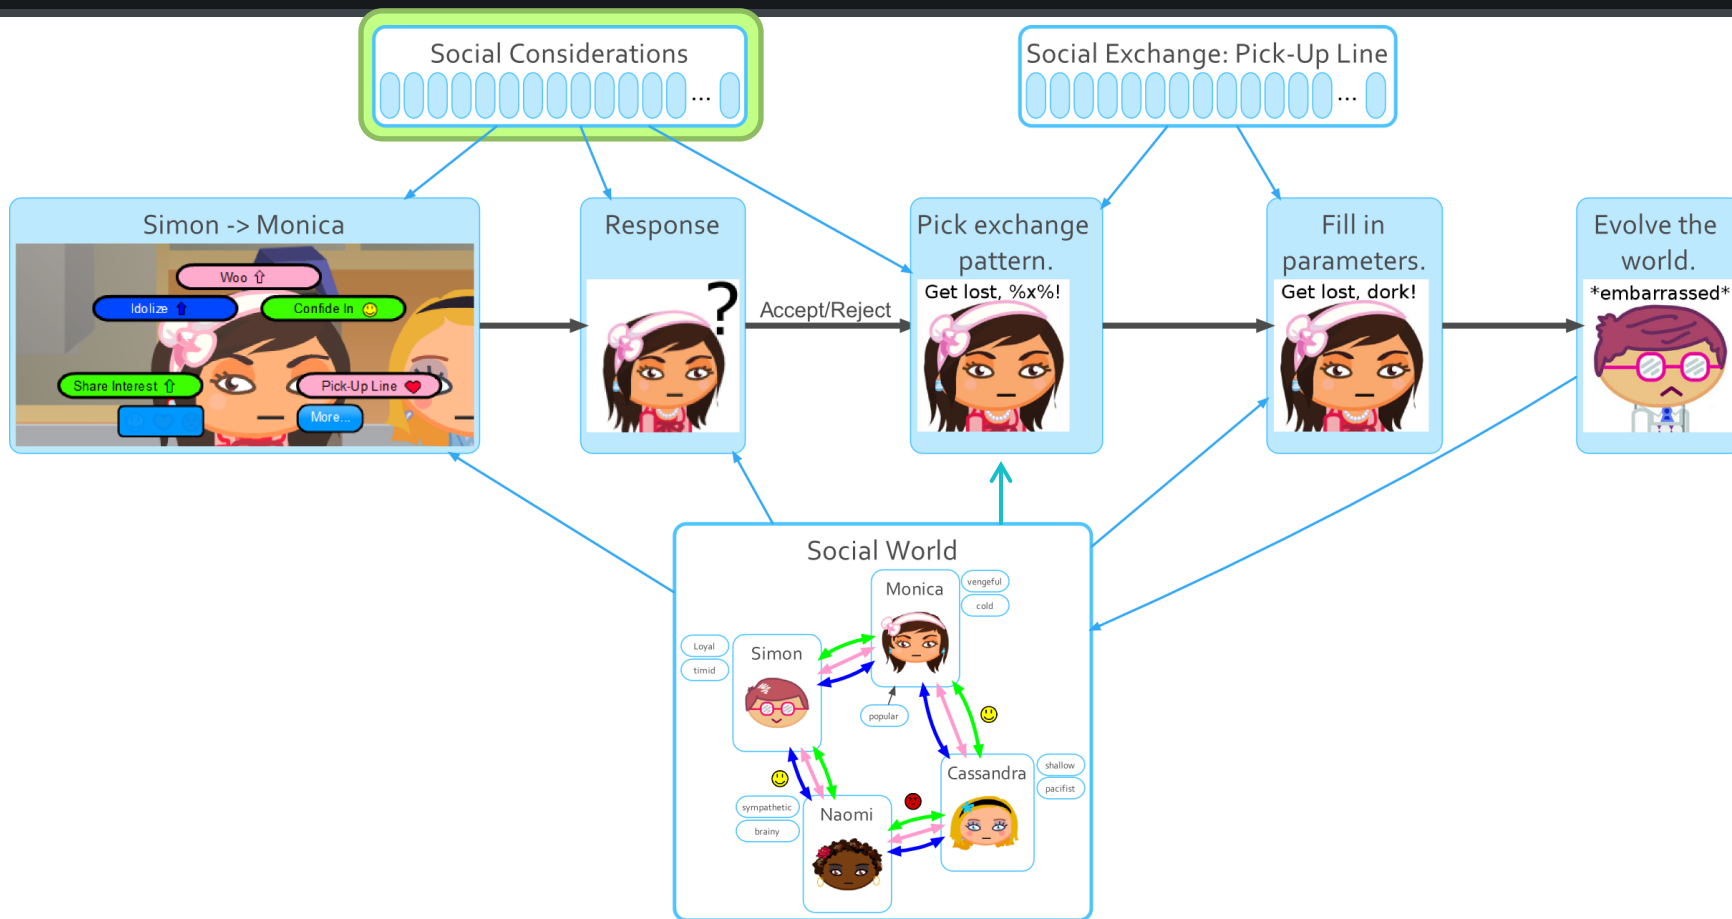 Social Considerations
...
Social Exchange: Pick-Up Line
...
Simon -> Monica
Woo
Idolize
Confide In
Share Interest
Pick-Up Line
More...
Response
?
Accept/Reject
Pick exchange
pattern.
Get lost, %x%!
Fill in
parameters.
Get lost, dork!
Evolve the
world.
*embarrassed*
Social World
Monica
vengeful
cold
Loyal
timid
Simon
popular
Cassandra
shallow
pacifist
sympathetic
brainy
Naomi